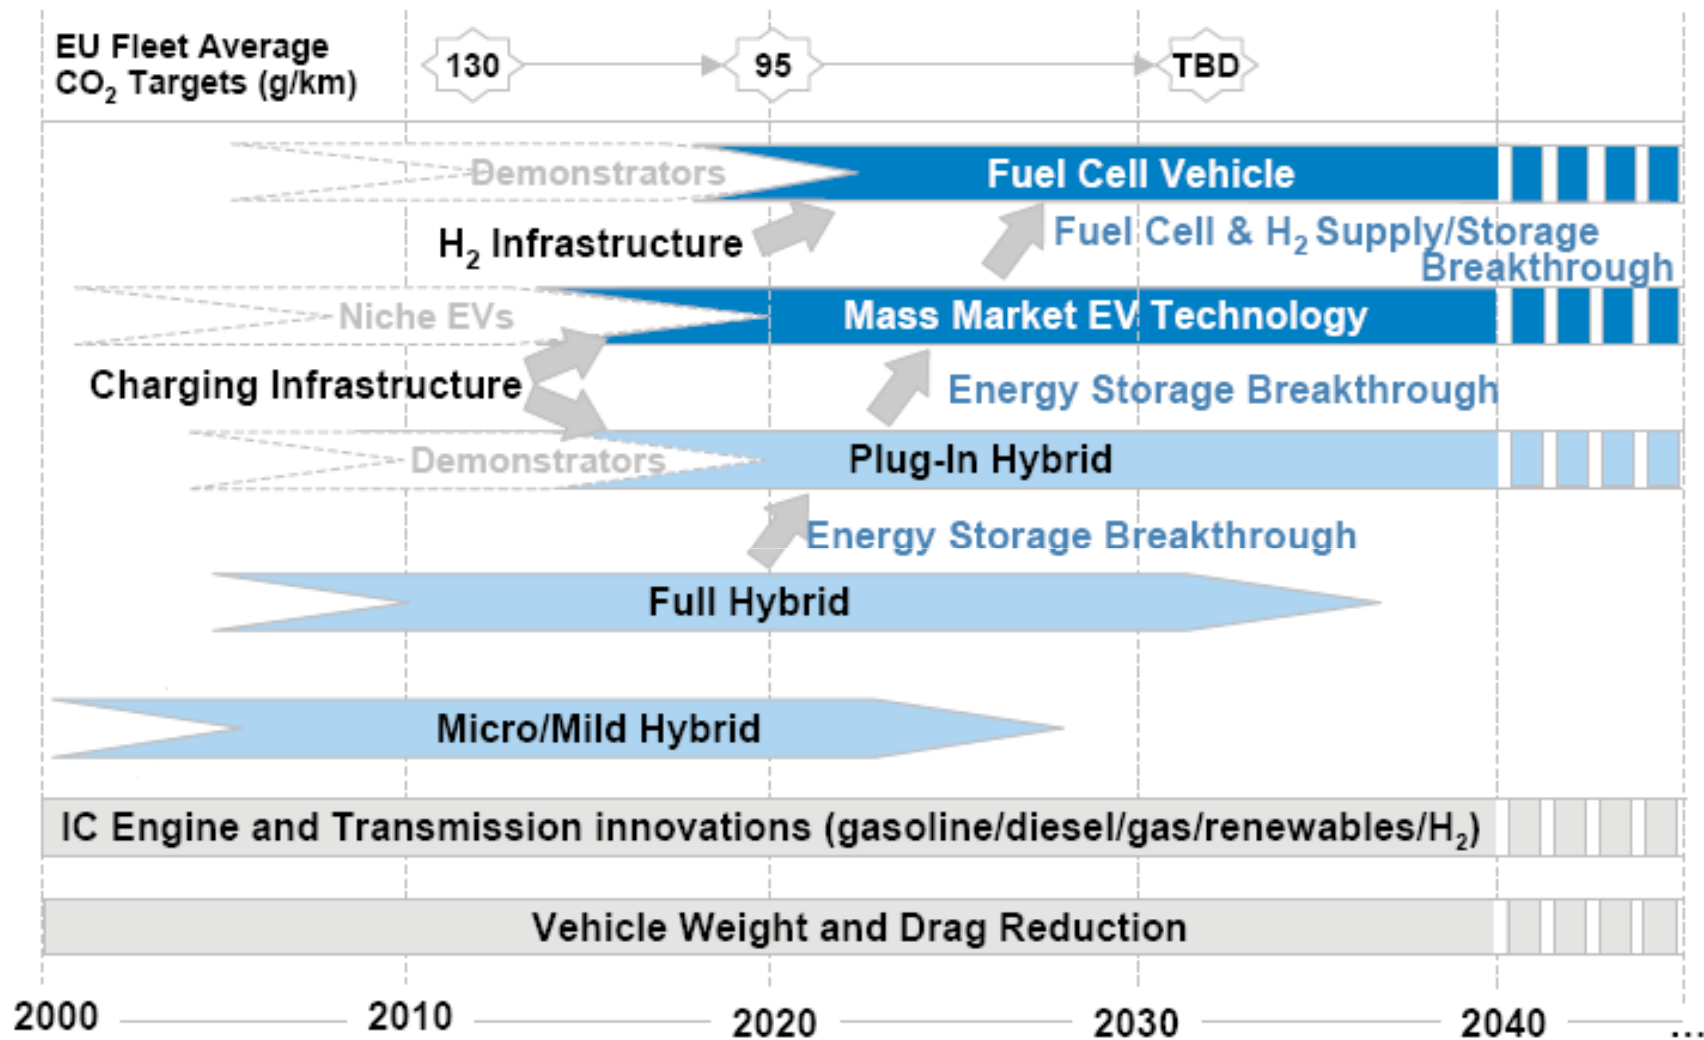 EU Fleet Average
CO₂ Targets (g/km)
130
95
TBD
Demonstrators
Fuel Cell Vehicle
H₂ Infrastructure
Fuel Cell & H₂ Supply/Storage
Breakthrough
Niche EVs
Mass Market EV Technology
Charging Infrastructure
Energy Storage Breakthrough
Demonstrators
Plug-In Hybrid
Energy Storage Breakthrough
Full Hybrid
Micro/Mild Hybrid
IC Engine and Transmission innovations (gasoline/diesel/gas/renewables/H₂)
Vehicle Weight and Drag Reduction
2000
2010
2020
2030
2040
...